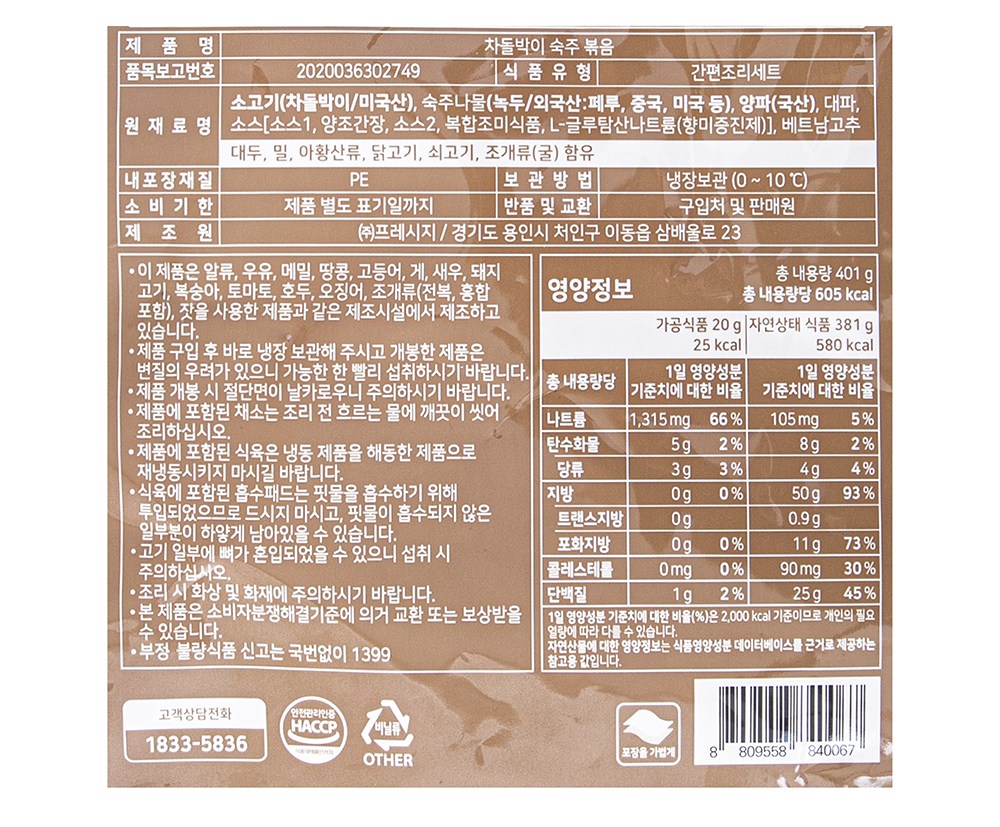 제품명 차돌박이 숙주 볶음
품목보고번호 2020036302749 식품유형 간편조리세트
원재료명
소고기(차돌박이/미국산), 숙주나물(녹두/외국산:페루, 중국, 미국 등), 양파(국산), 대파,
소스[소스1, 양조간장, 소스2, 복합조미식품, L-글루탐산나트륨(향미증진제)], 베트남고추
대두, 밀, 아황산류, 닭고기, 쇠고기, 조개류(굴) 함유
내포장재질 PE 보관방법 냉장보관 (0 ~ 10 ℃)
소비기한 제품 별도 표기일까지 반품 및 교환 구입처 및 판매원
제조원 ㈜프레시지 / 경기도 용인시 처인구 이동읍 삼배울로 23
•이 제품은 알류, 우유, 메밀, 땅콩, 고등어, 게, 새우, 돼지
고기, 복숭아, 토마토, 호두, 오징어, 조개류(전복, 홍합
포함), 잣을 사용한 제품과 같은 제조시설에서 제조하고
있습니다.
•제품 구입 후 바로 냉장 보관해 주시고 개봉한 제품은
변질의 우려가 있으니 가능한 한 빨리 섭취하시기 바랍니다.
•제품 개봉 시 절단면이 날카로우니 주의하시기 바랍니다.
•제품에 포함된 채소는 조리 전 흐르는 물에 깨끗이 씻어
조리하십시오.
•제품에 포함된 식육은 냉동 제품을 해동한 제품으로
재냉동시키지 마시길 바랍니다.
•식육에 포함된 흡수패드는 핏물을 흡수하기 위해
투입되었으므로 드시지 마시고, 핏물이 흡수되지 않은
일부분이 하얗게 남아있을 수 있습니다.
•고기 일부에 뼈가 혼입되었을 수 있으니 섭취 시
주의하십시오.
•조리 시 화상 및 화재에 주의하시기 바랍니다.
•본 제품은 소비자분쟁해결기준에 의거 교환 또는 보상받을
수 있습니다.
•부정·불량식품 신고는 국번없이 1399
영양정보
총 내용량 401 g
총 내용량당 605 kcal
가공식품 20 g 자연상태 식품 381 g
25 kcal 580 kcal
총 내용량당
1일 영양성분 1일 영양성분
기준치에 대한 비율 기준치에 대한 비율
나트륨 1,315 mg 66 % 105 mg 5 %
탄수화물 5 g 2 % 8 g 2 %
당류 3 g 3 % 4 g 4 %
지방 0 g 0 % 50 g 93 %
트랜스지방 0 g 0.9 g
포화지방 0 g 0 % 11 g 73 %
콜레스테롤 0 mg 0 % 90 mg 30 %
단백질 1 g 2 % 25 g 45 %
1일 영양성분 기준치에 대한 비율(%)은 2,000 kcal 기준이므로 개인의 필요
열량에 따라 다를 수 있습니다.
자연산물에 대한 영양정보는 식품영양성분 데이터베이스를 근거로 제공하는
참고용 값입니다.
고객상담전화
1833-5836
안전관리인증
HACCP
식품의약품안전처
비닐류
OTHER
포장을 가볍게
8 809558 840067